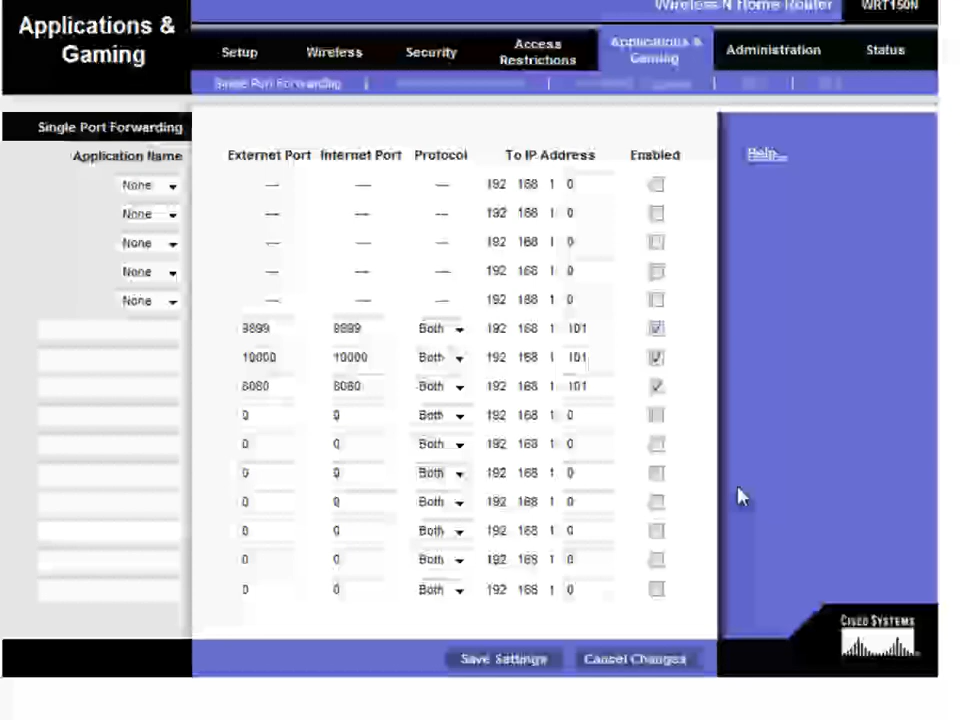 Wireless-N Home Router WRT150N
Applications & Gaming
Setup Wireless Security Access Restrictions Applications & Gaming Administration Status
Single Port Forwarding
Single Port Forwarding
Application Name External Port Internet Port Protocol To IP Address Enabled
Help...
None --- --- --- 192 168 1 0
None --- --- --- 192 168 1 0
None --- --- --- 192 168 1 0
None --- --- --- 192 168 1 0
None --- --- --- 192 168 1 0
9999 9999 Both 192 168 1 101
10000 10000 Both 192 168 1 101
8080 8080 Both 192 168 1 101
0 0 Both 192 168 1 0
0 0 Both 192 168 1 0
0 0 Both 192 168 1 0
0 0 Both 192 168 1 0
0 0 Both 192 168 1 0
0 0 Both 192 168 1 0
0 0 Both 192 168 1 0
CISCO SYSTEMS
Save Settings Cancel Changes